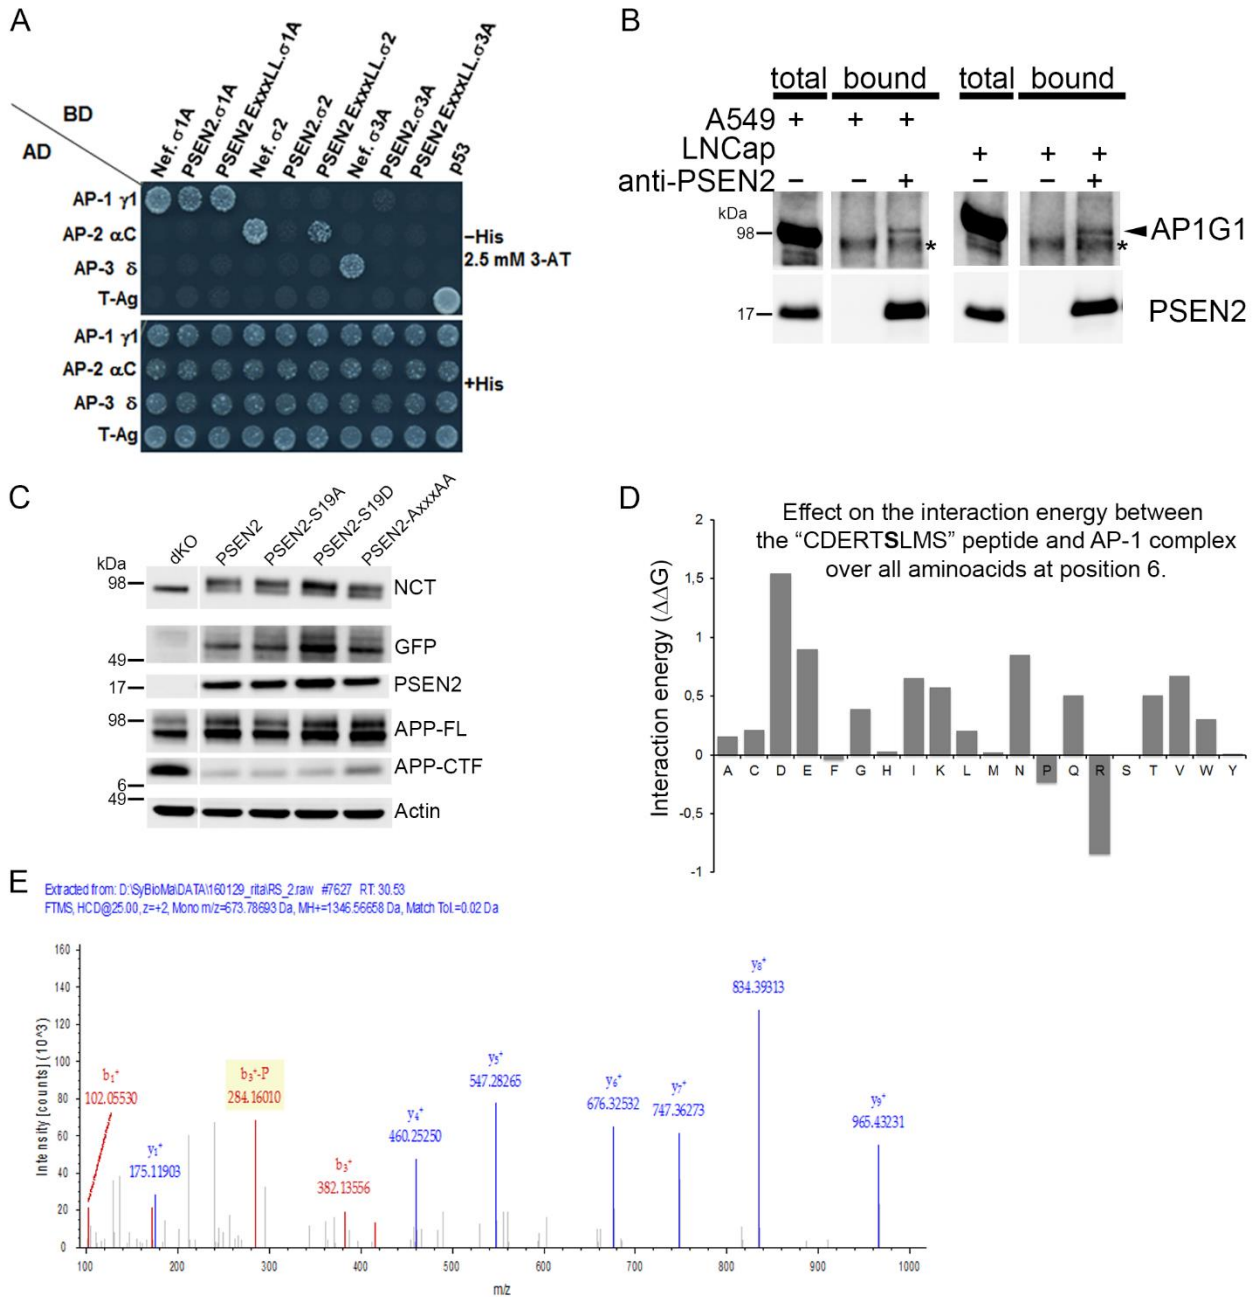 A
BD
AD
Nef. σ1A
PSEN2.σ1A
PSEN2 ExxxLL.σ1A
Nef. σ2
PSEN2.σ2
PSEN2 ExxxLL.σ2
Nef. σ3A
PSEN2.σ3A
PSEN2 ExxxLL.σ3A
p53
AP-1 γ1
AP-2 αC
AP-3 δ
T-Ag
–His
2.5 mM 3-AT
AP-1 γ1
AP-2 αC
AP-3 δ
T-Ag
+His
B
total bound total bound
A549 + + +
LNCap + + +
anti-PSEN2 – – + – – +
kDa
98
* *
AP1G1
17
PSEN2
C
dKO
PSEN2
PSEN2-S19A
PSEN2-S19D
PSEN2-AxxxAA
kDa
98 NCT
GFP
49
17 PSEN2
98 APP-FL
APP-CTF
6
49
Actin
D
Effect on the interaction energy between
the “CDERTSLMS” peptide and AP-1 complex
over all aminoacids at position 6.
Interaction energy (ΔΔG)
2
1,5
1
0,5
0
-0,5
-1
A C D E F G H I K L M N P Q R S T V W Y
E
Extracted from: D:\SyBioMa\DATA\160129_rita\RS_2.raw #7627 RT: 30.53
FTMS, HCD@25.00, z=+2, Mono m/z=673.78693 Da, MH+=1346.56658 Da, Match Tol.=0.02 Da
Intensity [counts] (10^3)
160
140
120
100
80
60
40
20
0
b₁⁺
102.05530
y₁⁺
175.11903
b₃⁺-P
284.16010
b₃⁺
382.13556
y₄⁺
460.25250
y₅⁺
547.28265
y₆⁺
676.32532
y₇⁺
747.36273
y₈⁺
834.39313
y₉⁺
965.43231
100 200 300 400 500 600 700 800 900 1000
m/z